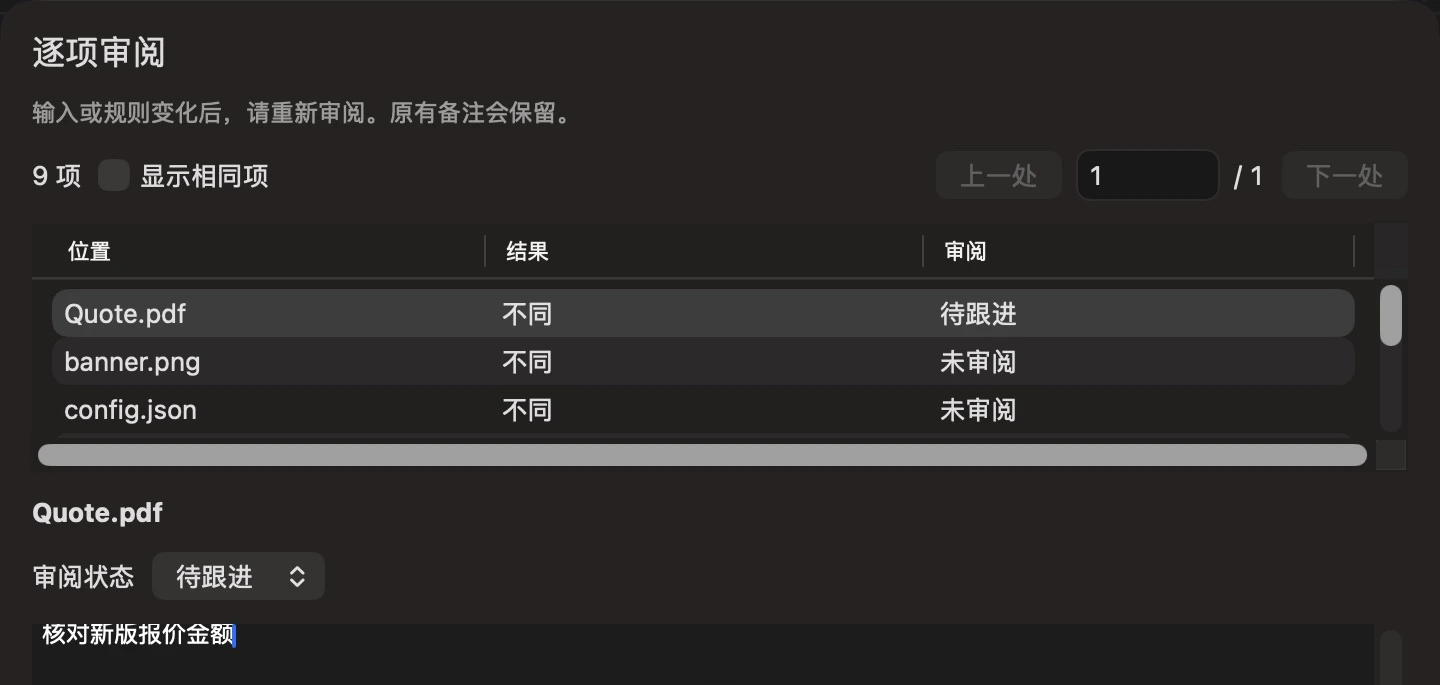 逐项审阅
输入或规则变化后，请重新审阅。原有备注会保留。
9 项 显示相同项 上一处 1 / 1 下一处
位置 结果 审阅
Quote.pdf 不同 待跟进
banner.png 不同 未审阅
config.json 不同 未审阅
Quote.pdf
审阅状态 待跟进
核对新版报价金额